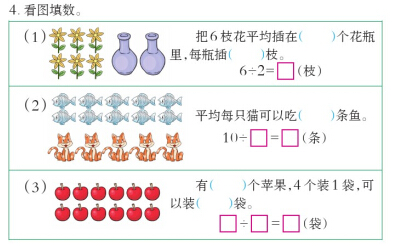 4. 看图填数。
(1) 把6枝花平均插在( )个花瓶
里,每瓶插( )枝。
6÷2=□(枝)
(2) 平均每只猫可以吃( )条鱼。
10÷□=□(条)
(3) 有( )个苹果,4个装1袋,可
以装( )袋。
□÷□=□(袋)